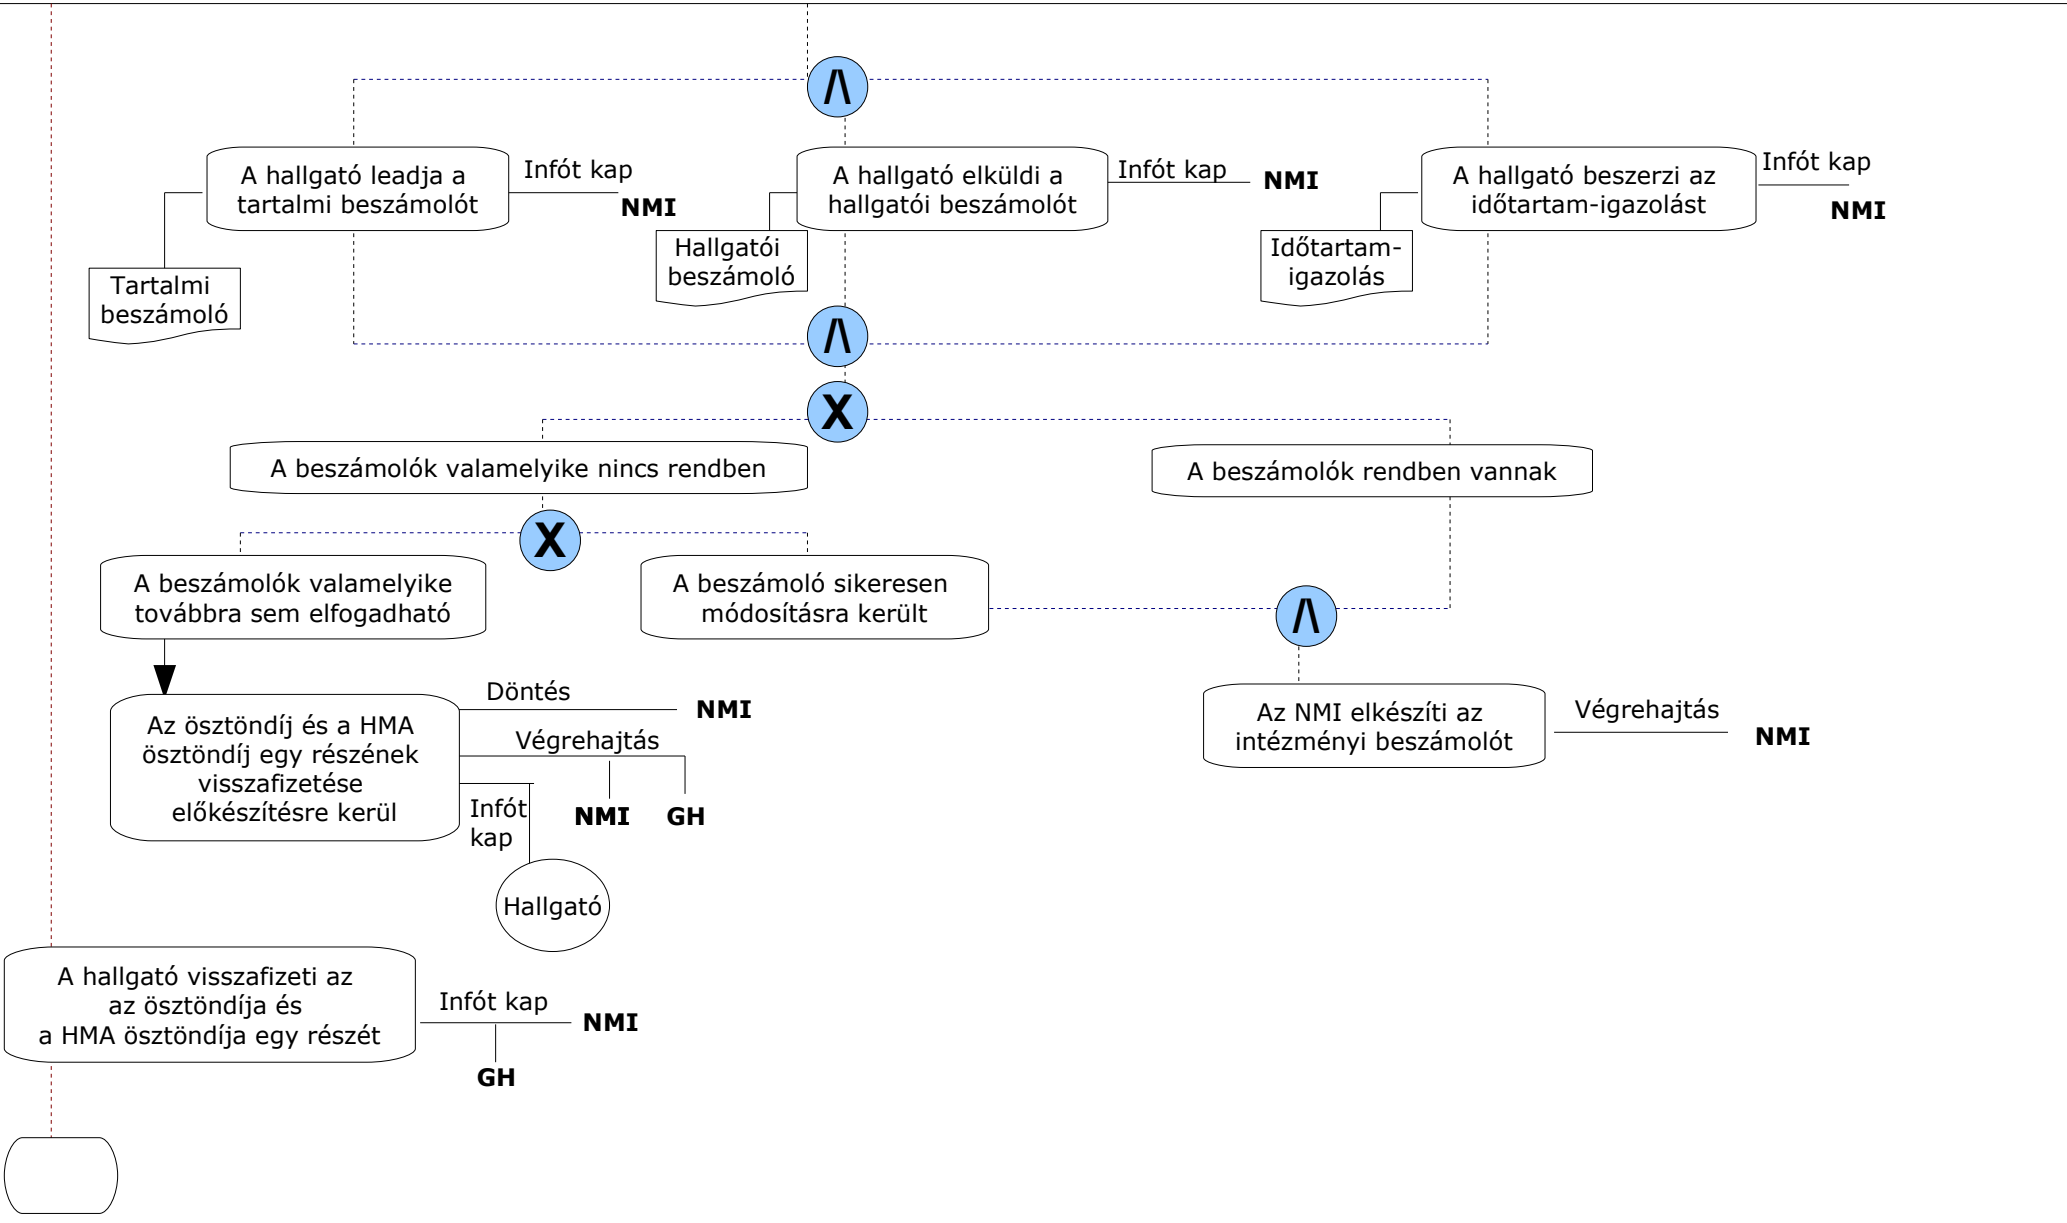 /\
A hallgató leadja a
tartalmi beszámolót
Infót kap
NMI
Tartalmi
beszámoló
A hallgató elküldi a
hallgatói beszámolót
Infót kap
NMI
Hallgatói
beszámoló
A hallgató beszerzi az
időtartam-igazolást
Infót kap
NMI
Időtartam-
igazolás
/\
X
A beszámolók valamelyike nincs rendben
A beszámolók rendben vannak
X
A beszámolók valamelyike
továbbra sem elfogadható
A beszámoló sikeresen
módosításra került
/\
Az ösztöndíj és a HMA
ösztöndíj egy részének
visszafizetése
előkészítésre kerül
Döntés
NMI
Végrehajtás
NMI
GH
Infót
kap
Hallgató
Az NMI elkészíti az
intézményi beszámolót
Végrehajtás
NMI
A hallgató visszafizeti az
az ösztöndíja és
a HMA ösztöndíja egy részét
Infót kap
NMI
GH